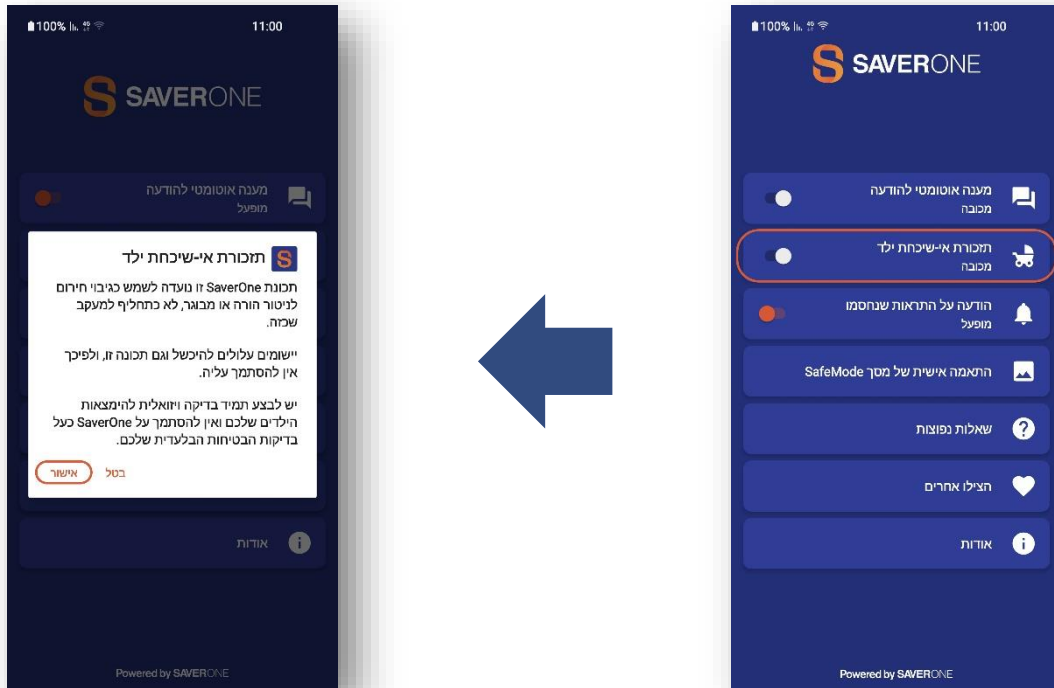 100% 4G 11:00
SAVERONE
מענה אוטומטי להודעה
מכובה
תזכורת אי-שיכחת ילד
מכובה
הודעה על התראות שנחסמו
מופעל
התאמה אישית של מסך SafeMode
שאלות נפוצות
הצילו אחרים
אודות
Powered by SAVERONE
100% 4G 11:00
SAVERONE
מענה אוטומטי להודעה
מופעל
תזכורת אי-שיכחת ילד
תכונת SaverOne זו נועדה לשמש כגיבוי חירום
לניטור הורה או מבוגר, לא כתחליף למעקב
שכזה.
יישומים עלולים להיכשל וגם תכונה זו, ולפיכך
אין להסתמך עליה.
יש לבצע תמיד בדיקה ויזואלית להימצאות
הילדים שלכם ואין להסתמך על SaverOne כעל
בדיקות הבטיחות הבלעדית שלכם.
בטל אישור
אודות
Powered by SAVERONE